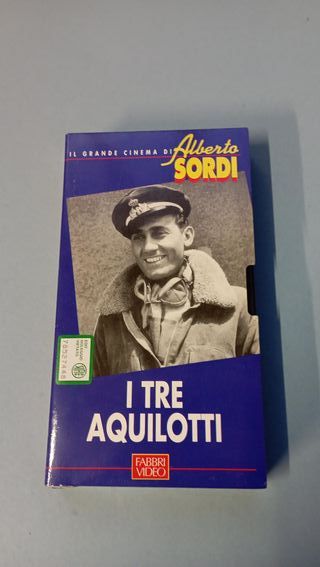 IL GRANDE CINEMA DI Alberto
SORDI
I TRE
AQUILOTTI
FABBRI
VIDEO